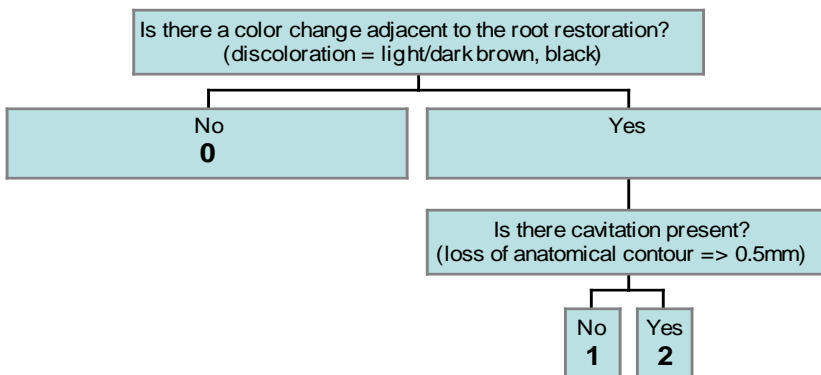 Is there a color change adjacent to the root restoration?
(discoloration = light/dark brown, black)
No
0
Yes
Is there cavitation present?
(loss of anatomical contour => 0.5mm)
No
1
Yes
2